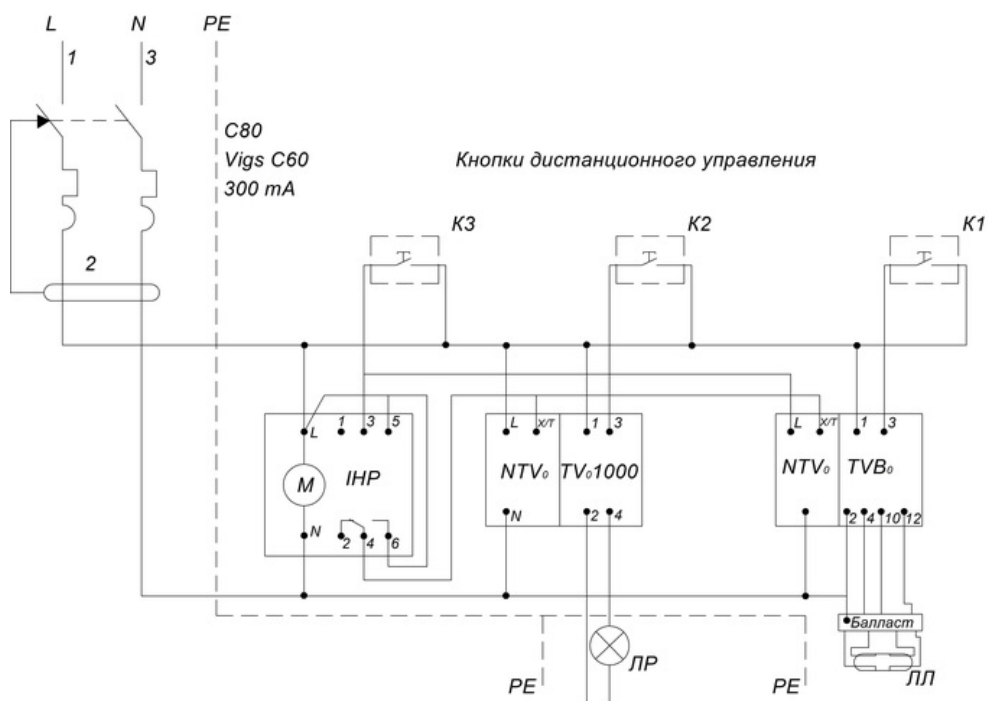 L N PE
1 3
C80
Vigs C60
300 mA
Кнопки дистанционного управления
K3 K2 K1
2
L 1 3 5
L X/T 1 3
L X/T 1 3
M IHP
NTV₀ TV₀1000
NTV₀ TVB₀
N 2 4 6
N 2 4
2 4 10 12
Балласт
ЛР
ЛЛ
PE PE